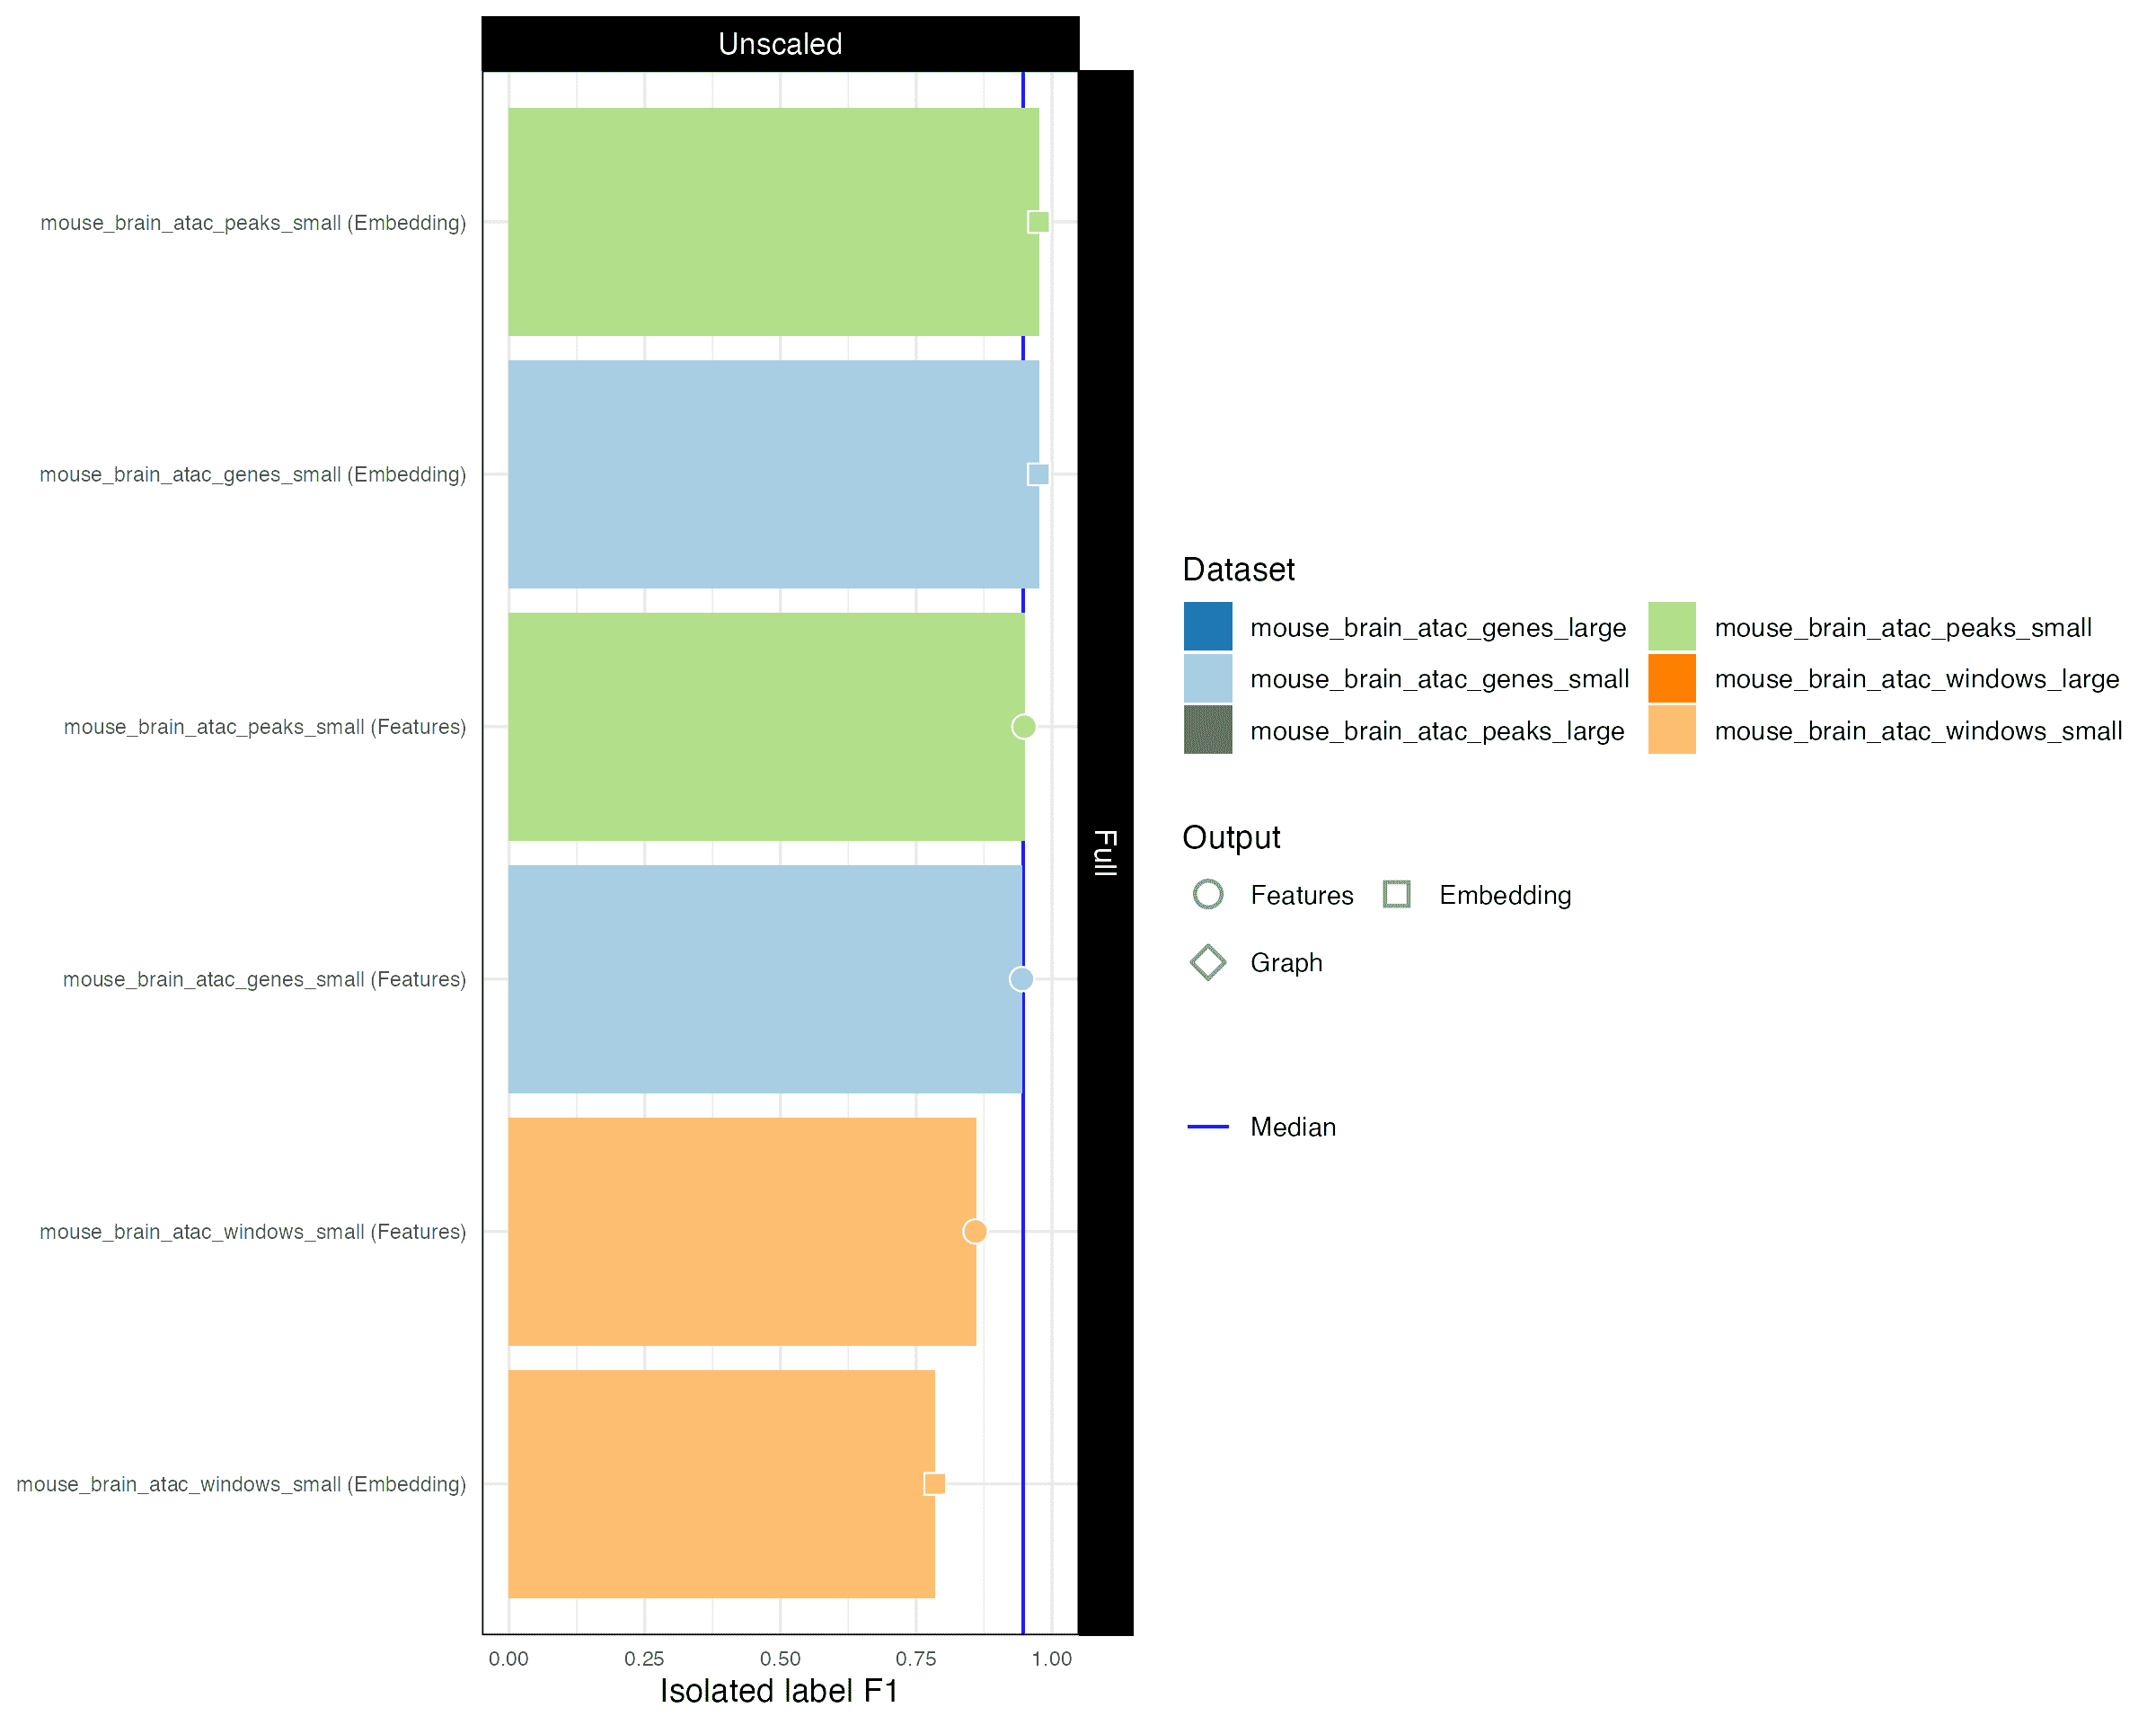 Unscaled
mouse_brain_atac_peaks_small (Embedding)
mouse_brain_atac_genes_small (Embedding)
mouse_brain_atac_peaks_small (Features)
mouse_brain_atac_genes_small (Features)
mouse_brain_atac_windows_small (Features)
mouse_brain_atac_windows_small (Embedding)
0.00 0.25 0.50 0.75 1.00
Isolated label F1
Full
Dataset
mouse_brain_atac_genes_large mouse_brain_atac_peaks_small
mouse_brain_atac_genes_small mouse_brain_atac_windows_large
mouse_brain_atac_peaks_large mouse_brain_atac_windows_small
Output
Features Embedding
Graph
Median